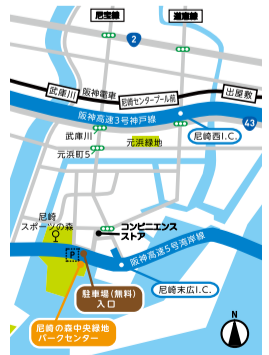 尼宝線
道意線
2
武庫川
阪神電車
尼崎センタープール前
出屋敷
阪神高速3号神戸線
43
武庫川
元浜緑地
尼崎西I.C.
元浜町5
尼崎
スポーツの森
コンビニエンス
ストア
阪神高速5号湾岸線
P
駐車場(無料)
入口
尼崎末広I.C.
尼崎の森中央緑地
パークセンター
N